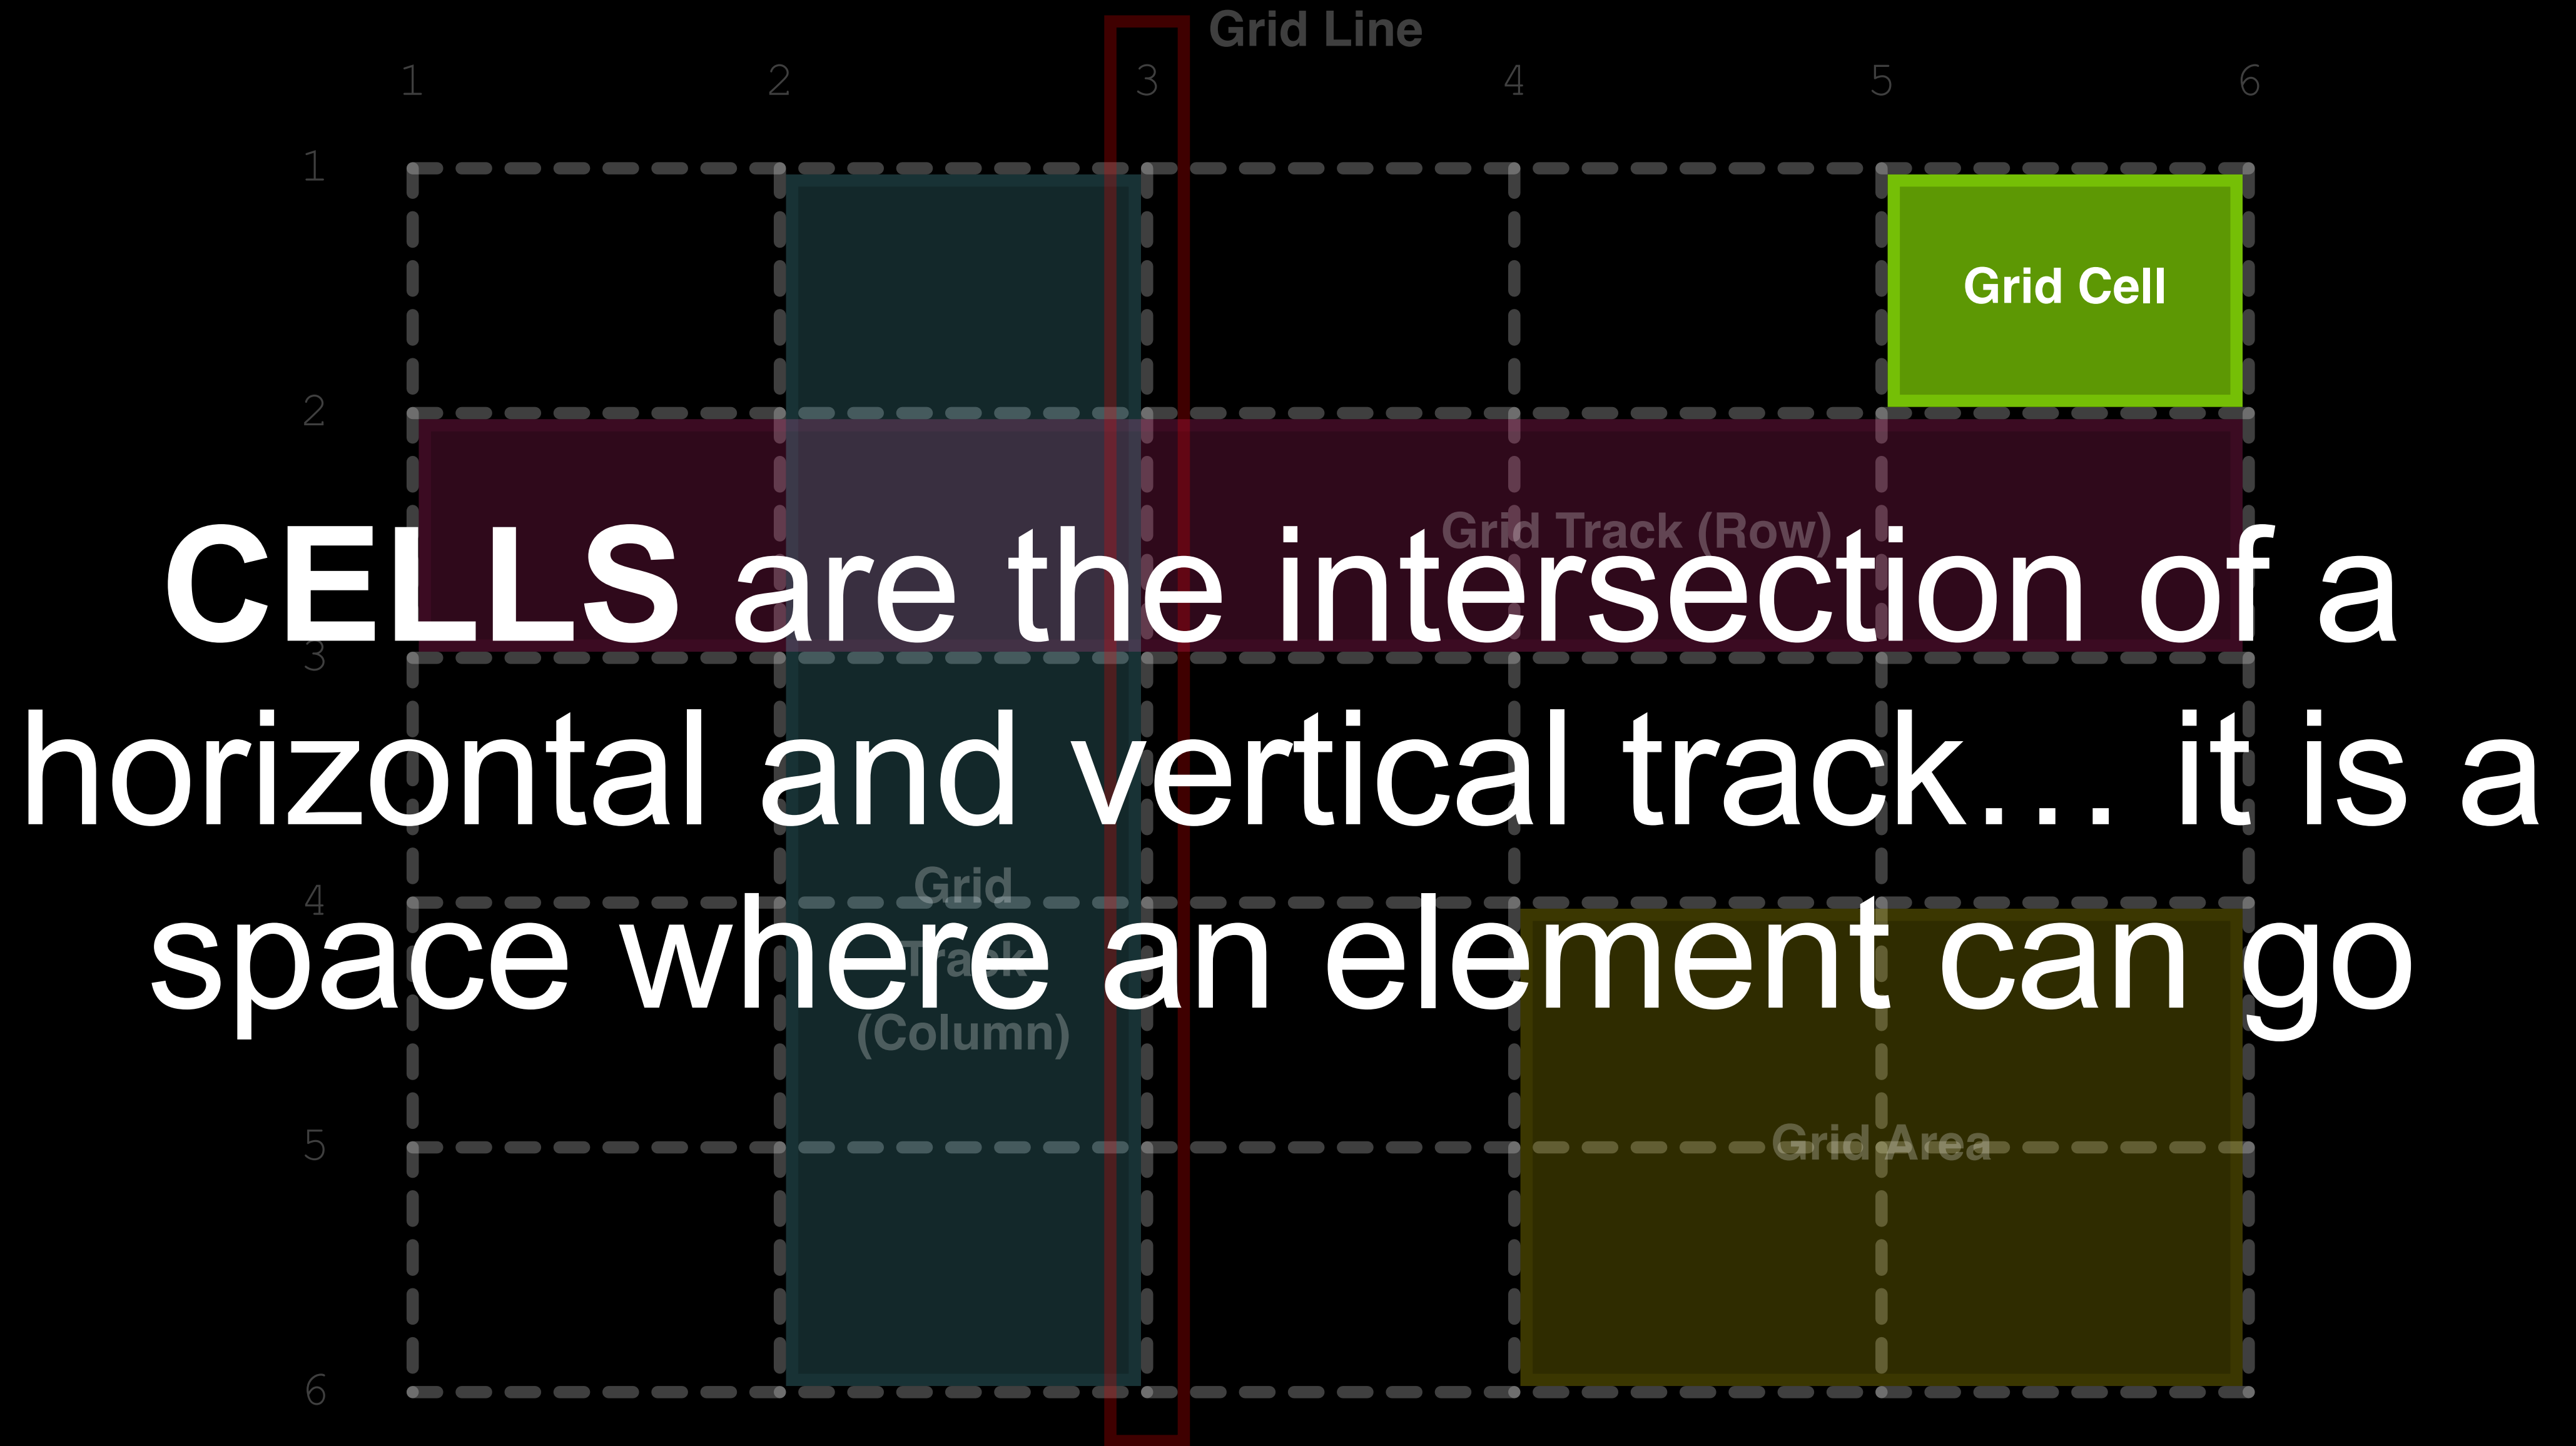 Grid Line
1 2 3 4 5 6
1
Grid Cell
2
Grid Track (Row)
CELLS are the intersection of a
3
horizontal and vertical track… it is a
Grid
4
space where an element can go
Track
(Column)
5
Grid Area
6